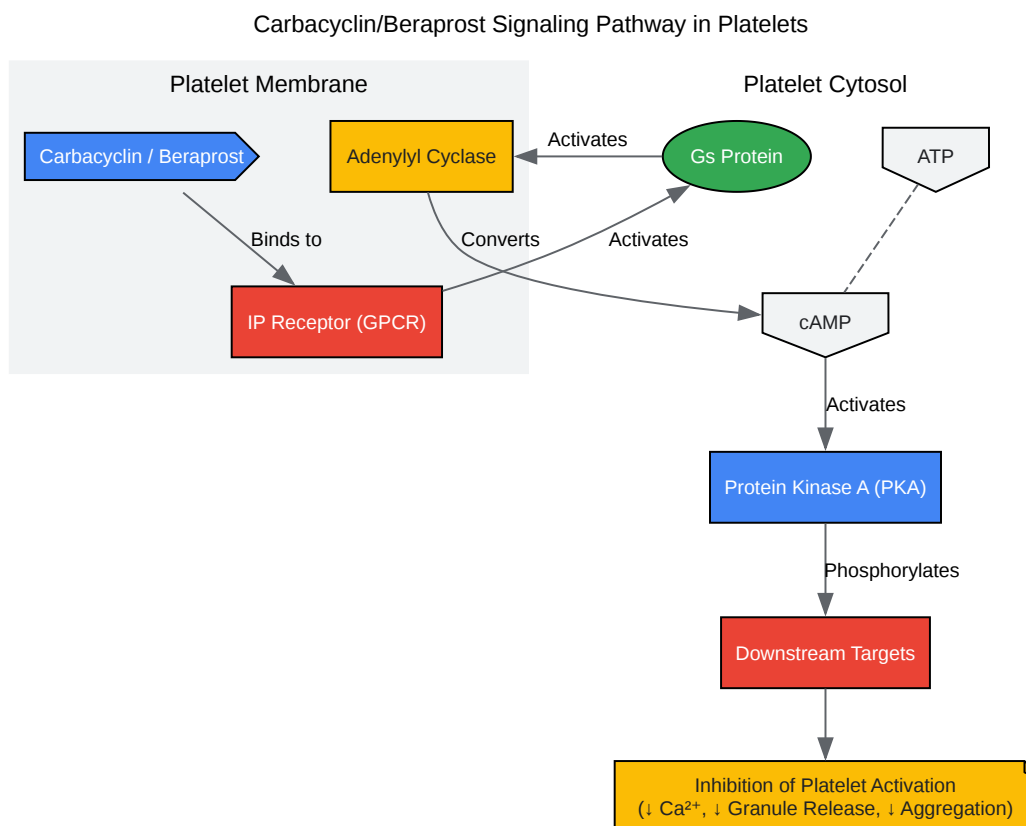 Carbacyclin/Beraprost Signaling Pathway in Platelets
Platelet Membrane
Platelet Cytosol
Carbacyclin / Beraprost
Adenylyl Cyclase
Activates
Gs Protein
ATP
Binds to
Converts
Activates
IP Receptor (GPCR)
cAMP
Activates
Protein Kinase A (PKA)
Phosphorylates
Downstream Targets
Inhibition of Platelet Activation
(↓ Ca²⁺, ↓ Granule Release, ↓ Aggregation)